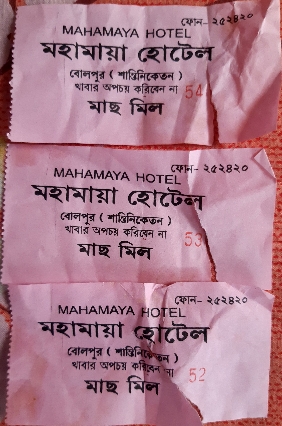 ফোন- ২৫২৪২০
MAHAMAYA HOTEL
মহামায়া হোটেল
বোলপুর ( শান্তিনিকেতন )
খাবার অপচয় করিবেন না 54
মাছ মিল
ফোন- ২৫২৪২০
MAHAMAYA HOTEL
মহামায়া হোটেল
বোলপুর ( শান্তিনিকেতন )
খাবার অপচয় করিবেন না 53
মাছ মিল
ফোন- ২৫২৪২০
MAHAMAYA HOTEL
মহামায়া হোটেল
বোলপুর ( শান্তিনিকেতন )
খাবার অপচয় করিবেন না 52
মাছ মিল